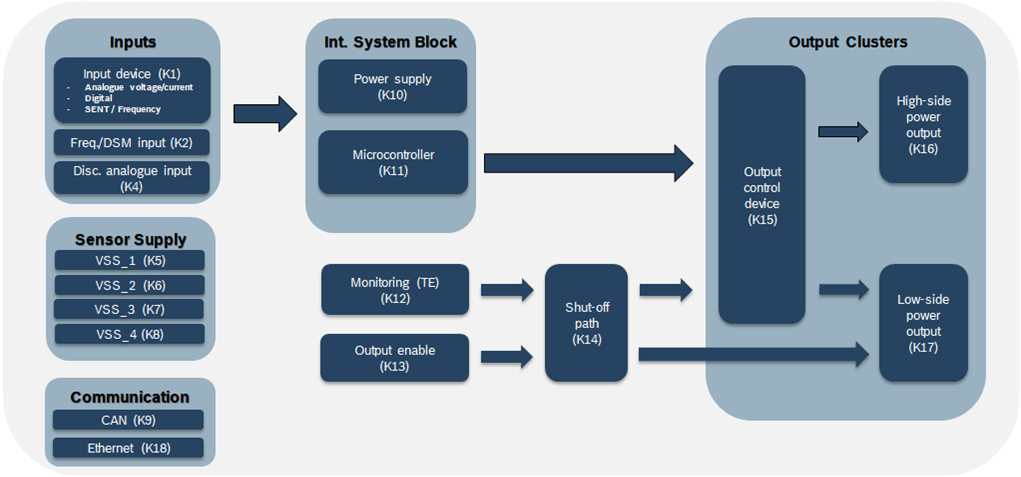 Inputs
Input device (K1)
- Analogue voltage/current
- Digital
- SENT / Frequency
Freq./DSM input (K2)
Disc. analogue input
(K4)
Sensor Supply
VSS_1 (K5)
VSS_2 (K6)
VSS_3 (K7)
VSS_4 (K8)
Communication
CAN (K9)
Ethernet (K18)
Int. System Block
Power supply
(K10)
Microcontroller
(K11)
Monitoring (TE)
(K12)
Output enable
(K13)
Shut-off
path
(K14)
Output Clusters
Output
control
device
(K15)
High-side
power
output
(K16)
Low-side
power
output
(K17)